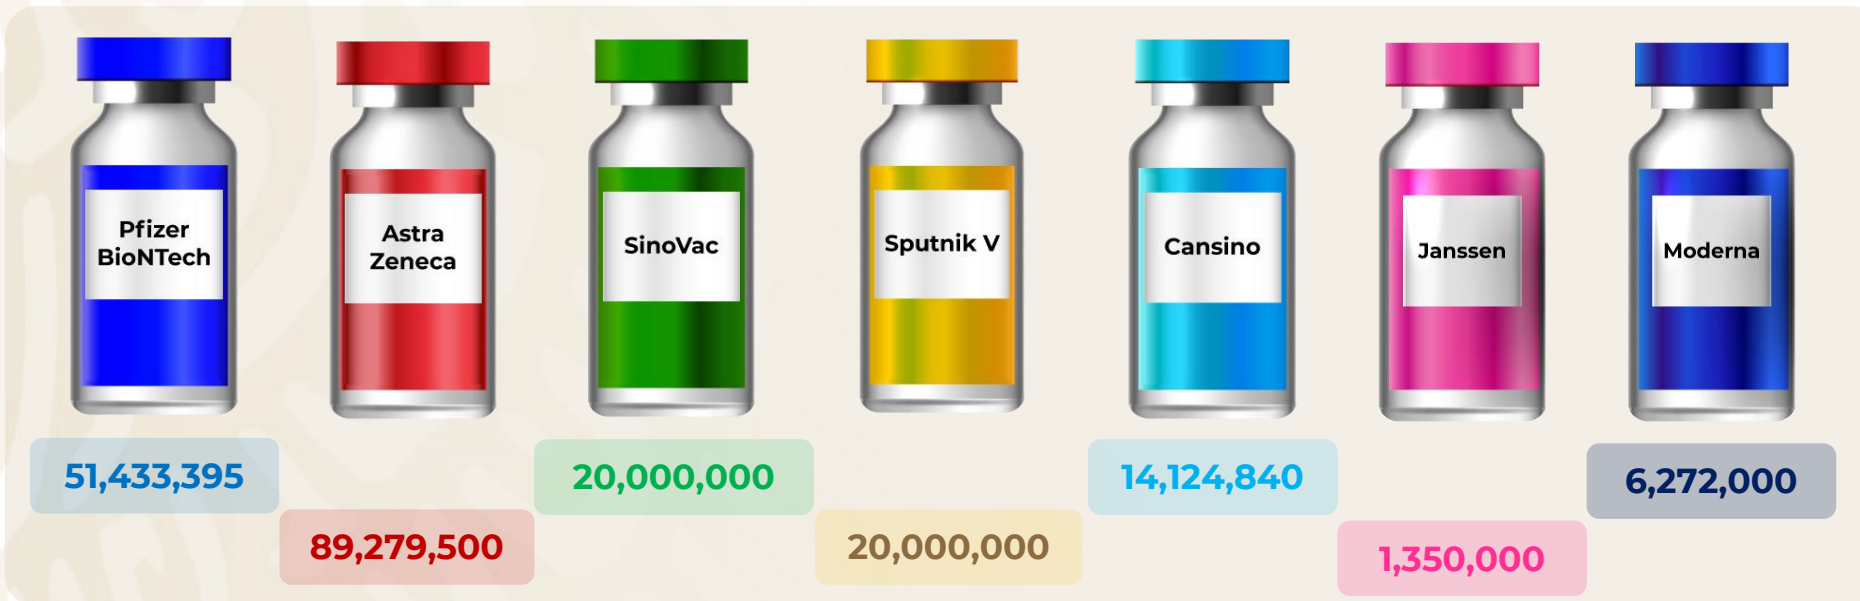 Pfizer
BioNTech
Astra
Zeneca
SinoVac
Sputnik V
Cansino
Janssen
Moderna
51,433,395
89,279,500
20,000,000
20,000,000
14,124,840
1,350,000
6,272,000